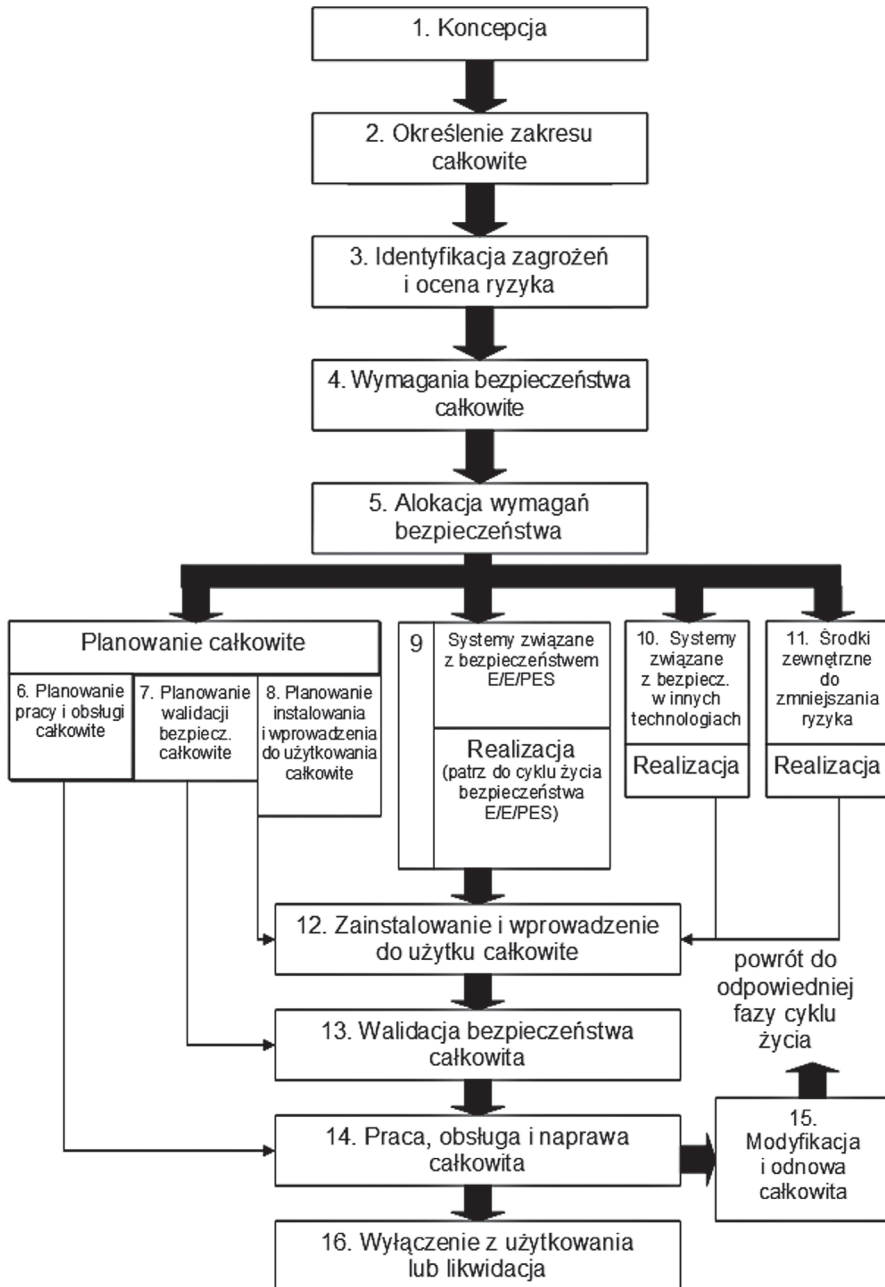 1. Koncepcja
2. Określenie zakresu
całkowite
3. Identyfikacja zagrożeń
i ocena ryzyka
4. Wymagania bezpieczeństwa
całkowite
5. Alokacja wymagań
bezpieczeństwa
Planowanie całkowite
6. Planowanie
pracy i obsługi
całkowite
7. Planowanie
walidacji
bezpiecz.
całkowite
8. Planowanie
instalowania
i wprowadzenia
do użytkowania
całkowite
9
Systemy związane
z bezpieczeństwem
E/E/PES
Realizacja
(patrz do cyklu życia
bezpieczeństwa
E/E/PES)
10. Systemy
związane
z bezpiecz.
w innych
technologiach
Realizacja
11. Środki
zewnętrzne
do
zmniejszania
ryzyka
Realizacja
12. Zainstalowanie i wprowadzenie
do użytku całkowite
powrót do
odpowiedniej
fazy cyklu
życia
13. Walidacja bezpieczeństwa
całkowita
14. Praca, obsługa i naprawa
całkowita
15.
Modyfikacja
i odnowa
całkowita
16. Wyłączenie z użytkowania
lub likwidacja